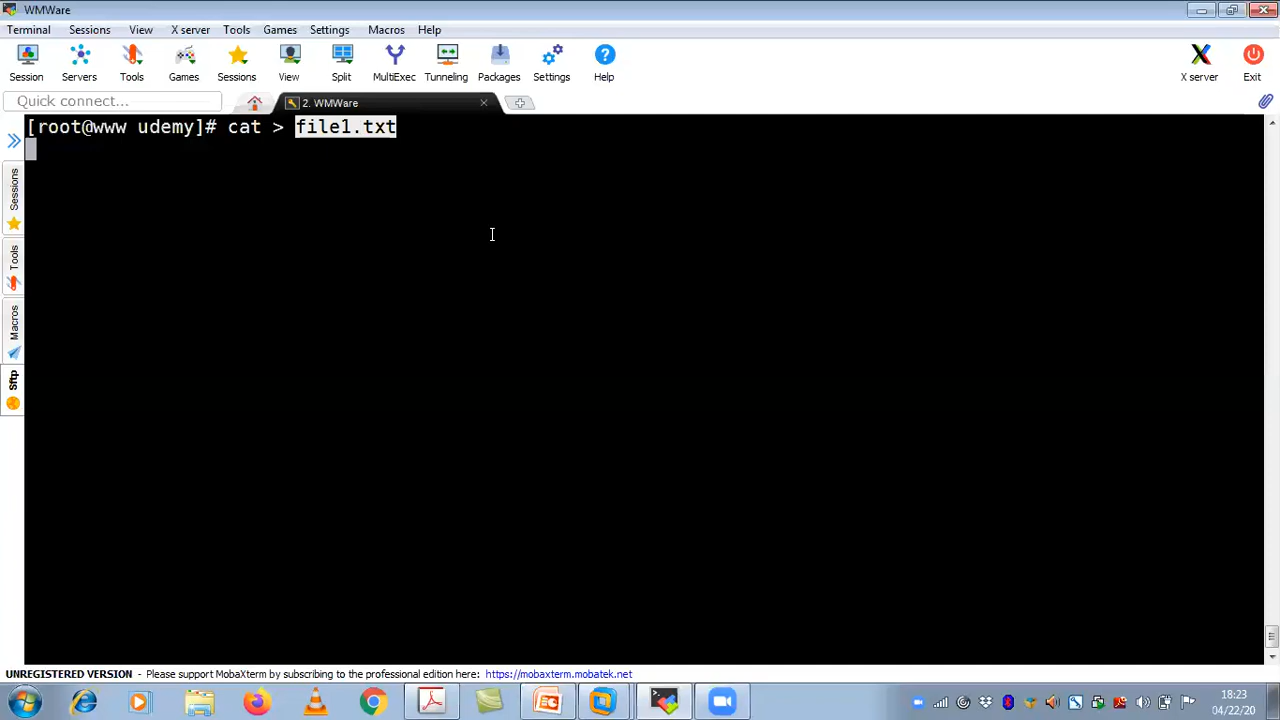 WMWare
Terminal Sessions View X server Tools Games Settings Macros Help
Session Servers Tools Games Sessions View Split MultiExec Tunneling Packages Settings Help X server Exit
Quick connect...
2. WMWare
[root@www udemy]# cat > file1.txt
Sessions
Tools
Macros
Sftp
UNREGISTERED VERSION - Please support MobaXterm by subscribing to the professional edition here: https://mobaxterm.mobatek.net
18:23
04/22/20